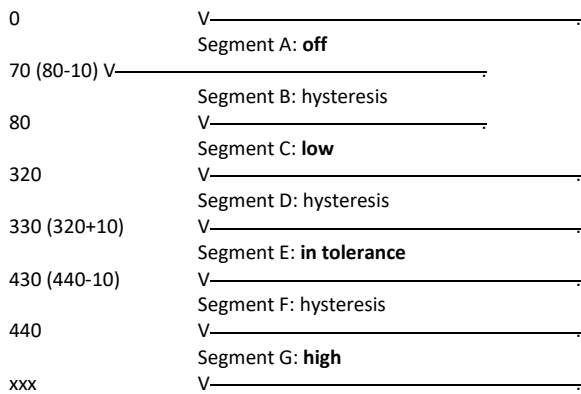 0 V
Segment A: off
70 (80-10) V
Segment B: hysteresis
80 V
Segment C: low
320 V
Segment D: hysteresis
330 (320+10) V
Segment E: in tolerance
430 (440-10) V
Segment F: hysteresis
440 V
Segment G: high
xxx V